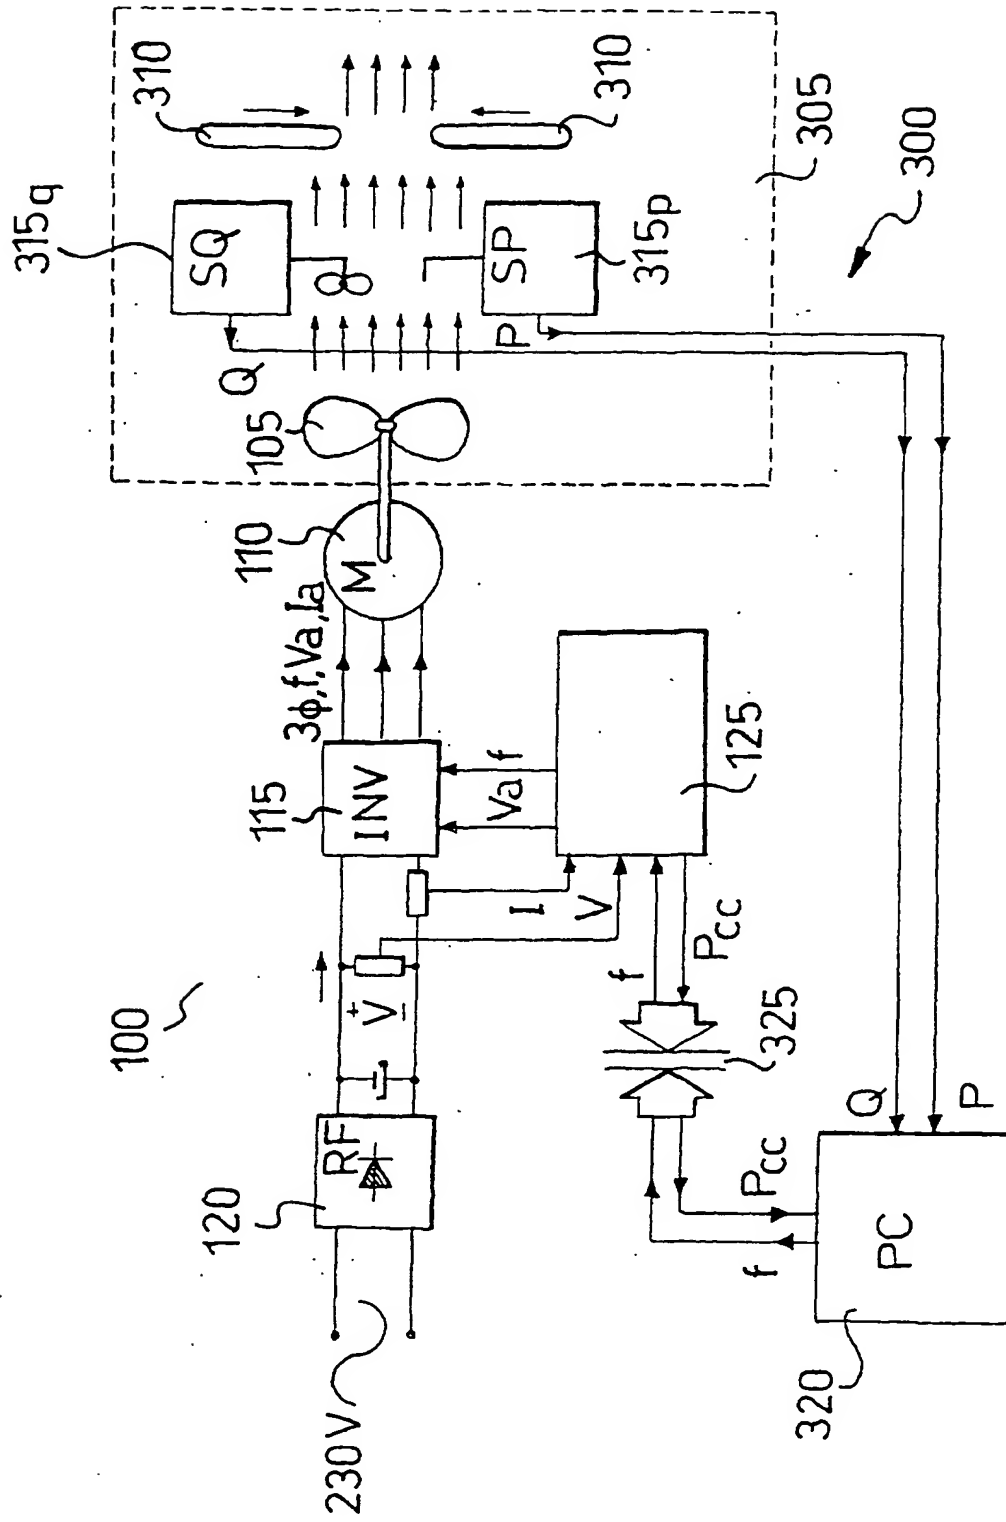 310
310
315q
SQ
SP
315p
305
300
Q
P
105
110
M
3ϕ,f,Va,Ia
115
INV
Va
f
125
I
V
100
+
V
-
f
Pcc
325
120
RF
230V
Q
P
Pcc
f
PC
320